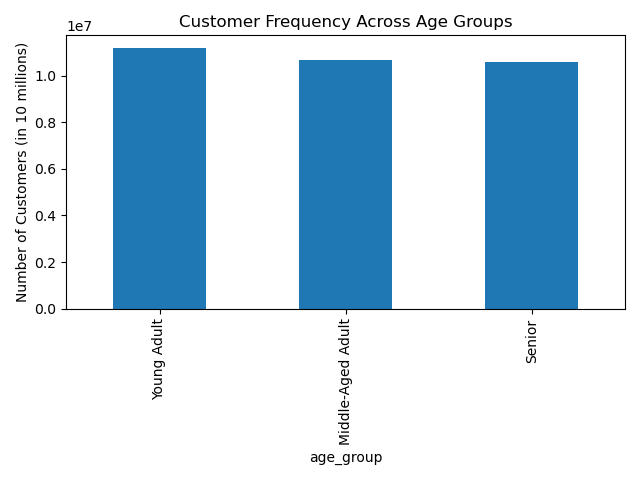 Customer Frequency Across Age Groups
1e7
Number of Customers (in 10 millions)
1.0
0.8
0.6
0.4
0.2
0.0
Young Adult
Middle-Aged Adult
Senior
age_group